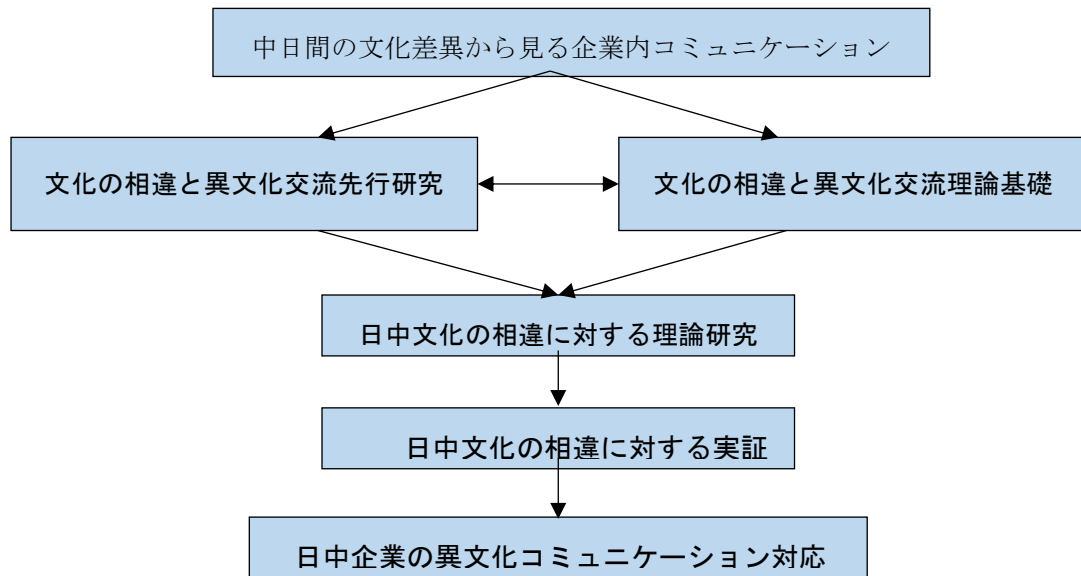 中日間の文化差異から見る企業内コミュニケーション
文化の相違と異文化交流先行研究
文化の相違と異文化交流理論基礎
日中文化の相違に対する理論研究
日中文化の相違に対する実証
日中企業の異文化コミュニケーション対応